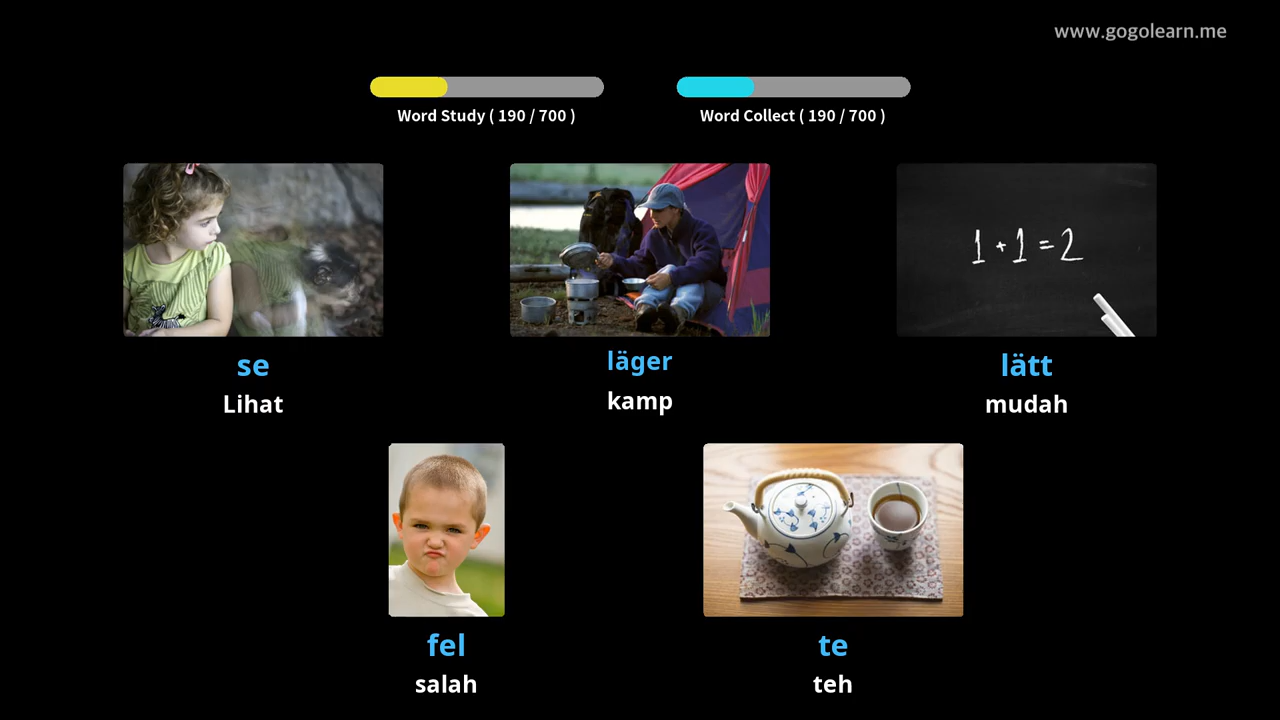 www.gogolearn.me
Word Study ( 190 / 700 )
Word Collect ( 190 / 700 )
1 + 1 = 2
se
Lihat
läger
kamp
lätt
mudah
fel
salah
te
teh